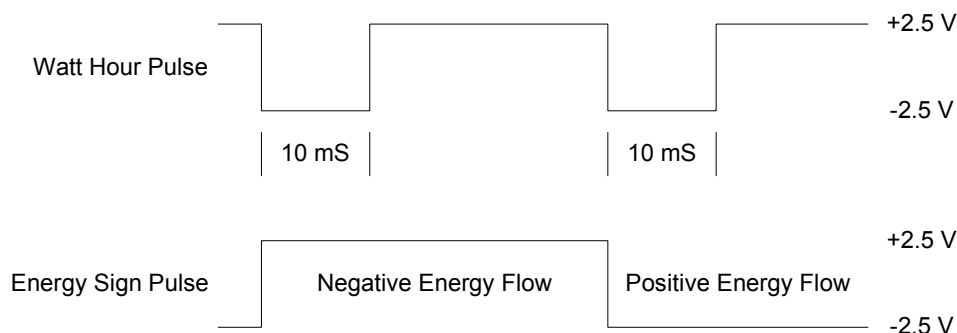 +2.5 V
Watt Hour Pulse
-2.5 V
10 mS
10 mS
+2.5 V
Energy Sign Pulse
Negative Energy Flow
Positive Energy Flow
-2.5 V